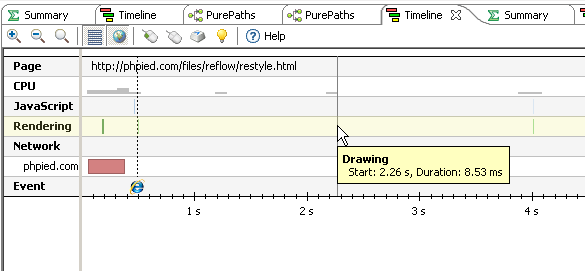 Summary Timeline PurePaths PurePaths Timeline Summary
Help
Page http://phpied.com/files/reflow/restyle.html
CPU
JavaScript
Rendering
Network
phpied.com
Drawing
Start: 2.26 s, Duration: 8.53 ms
Event
1 s 2 s 3 s 4 s